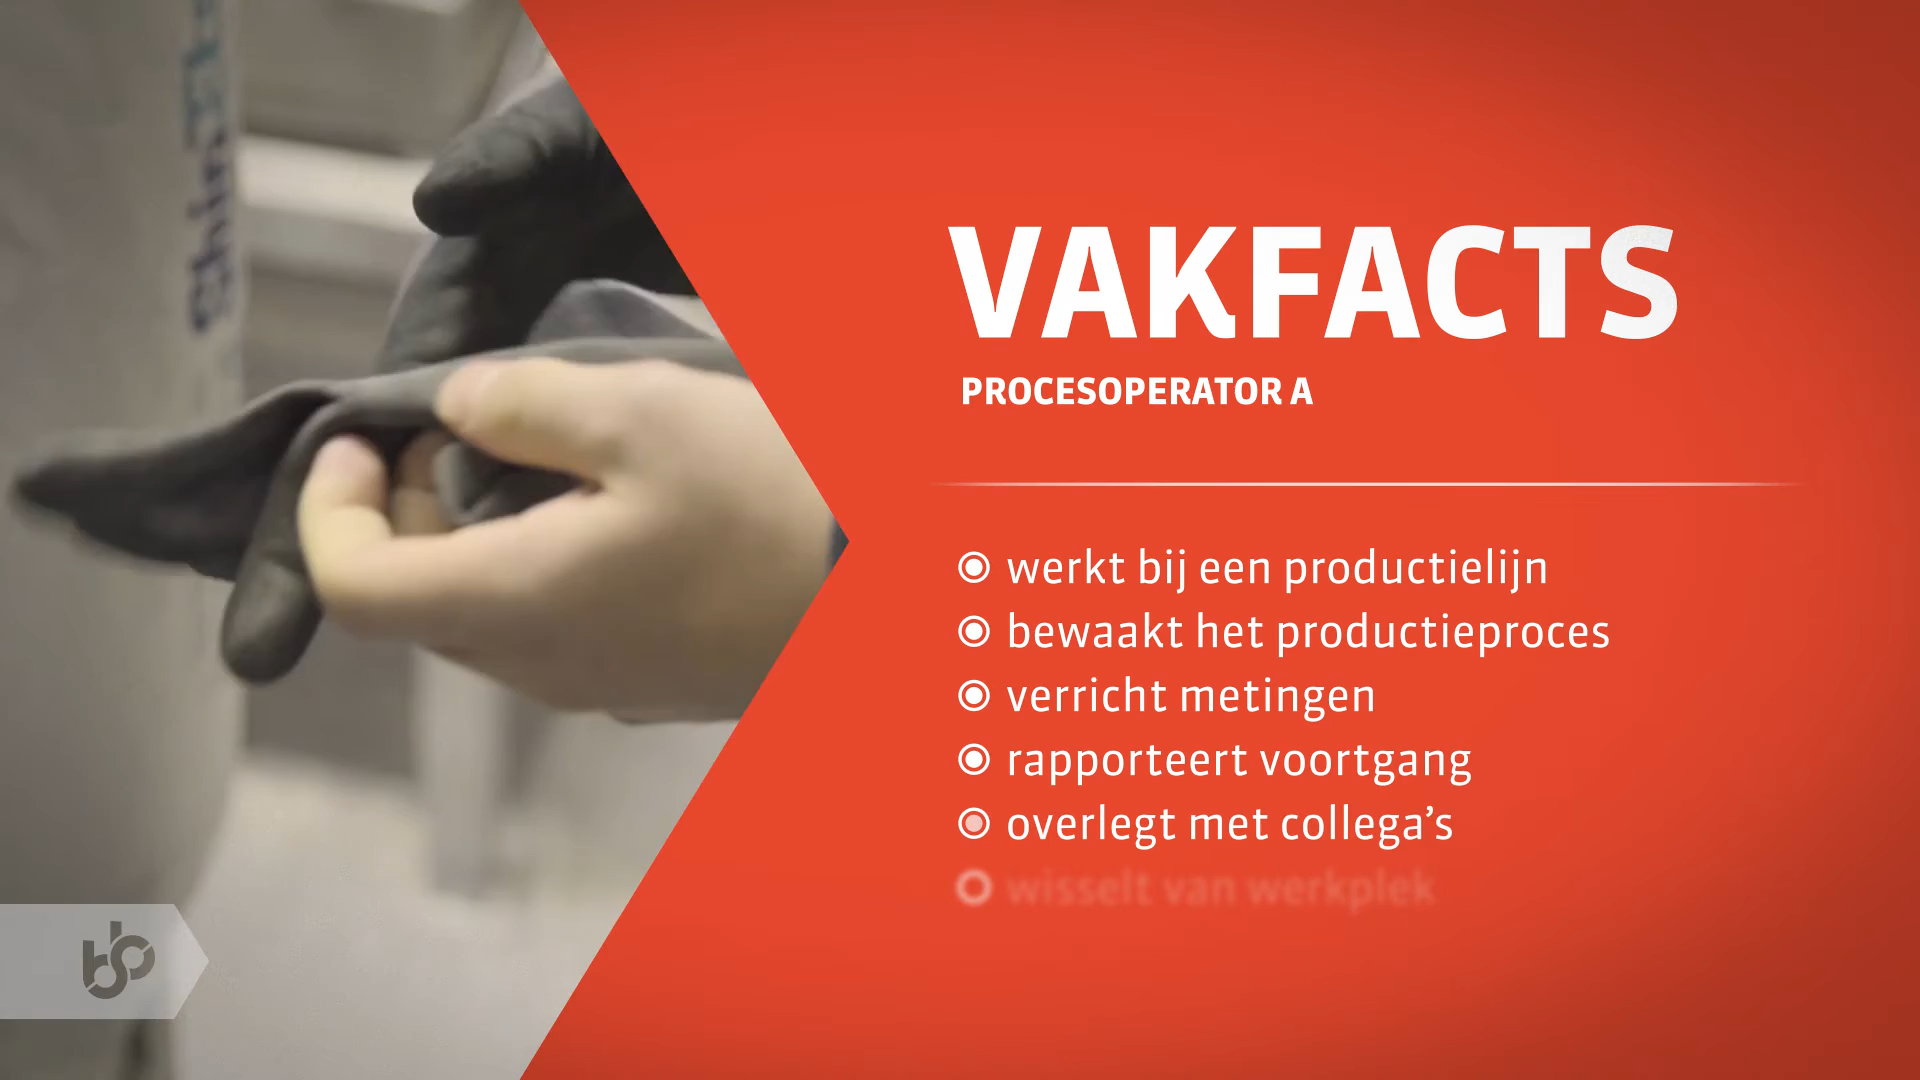 VAKFACTS
PROCESOPERATOR A
werkt bij een productielijn
bewaakt het productieproces
verricht metingen
rapporteert voortgang
overlegt met collega’s
wisselt van werkplek